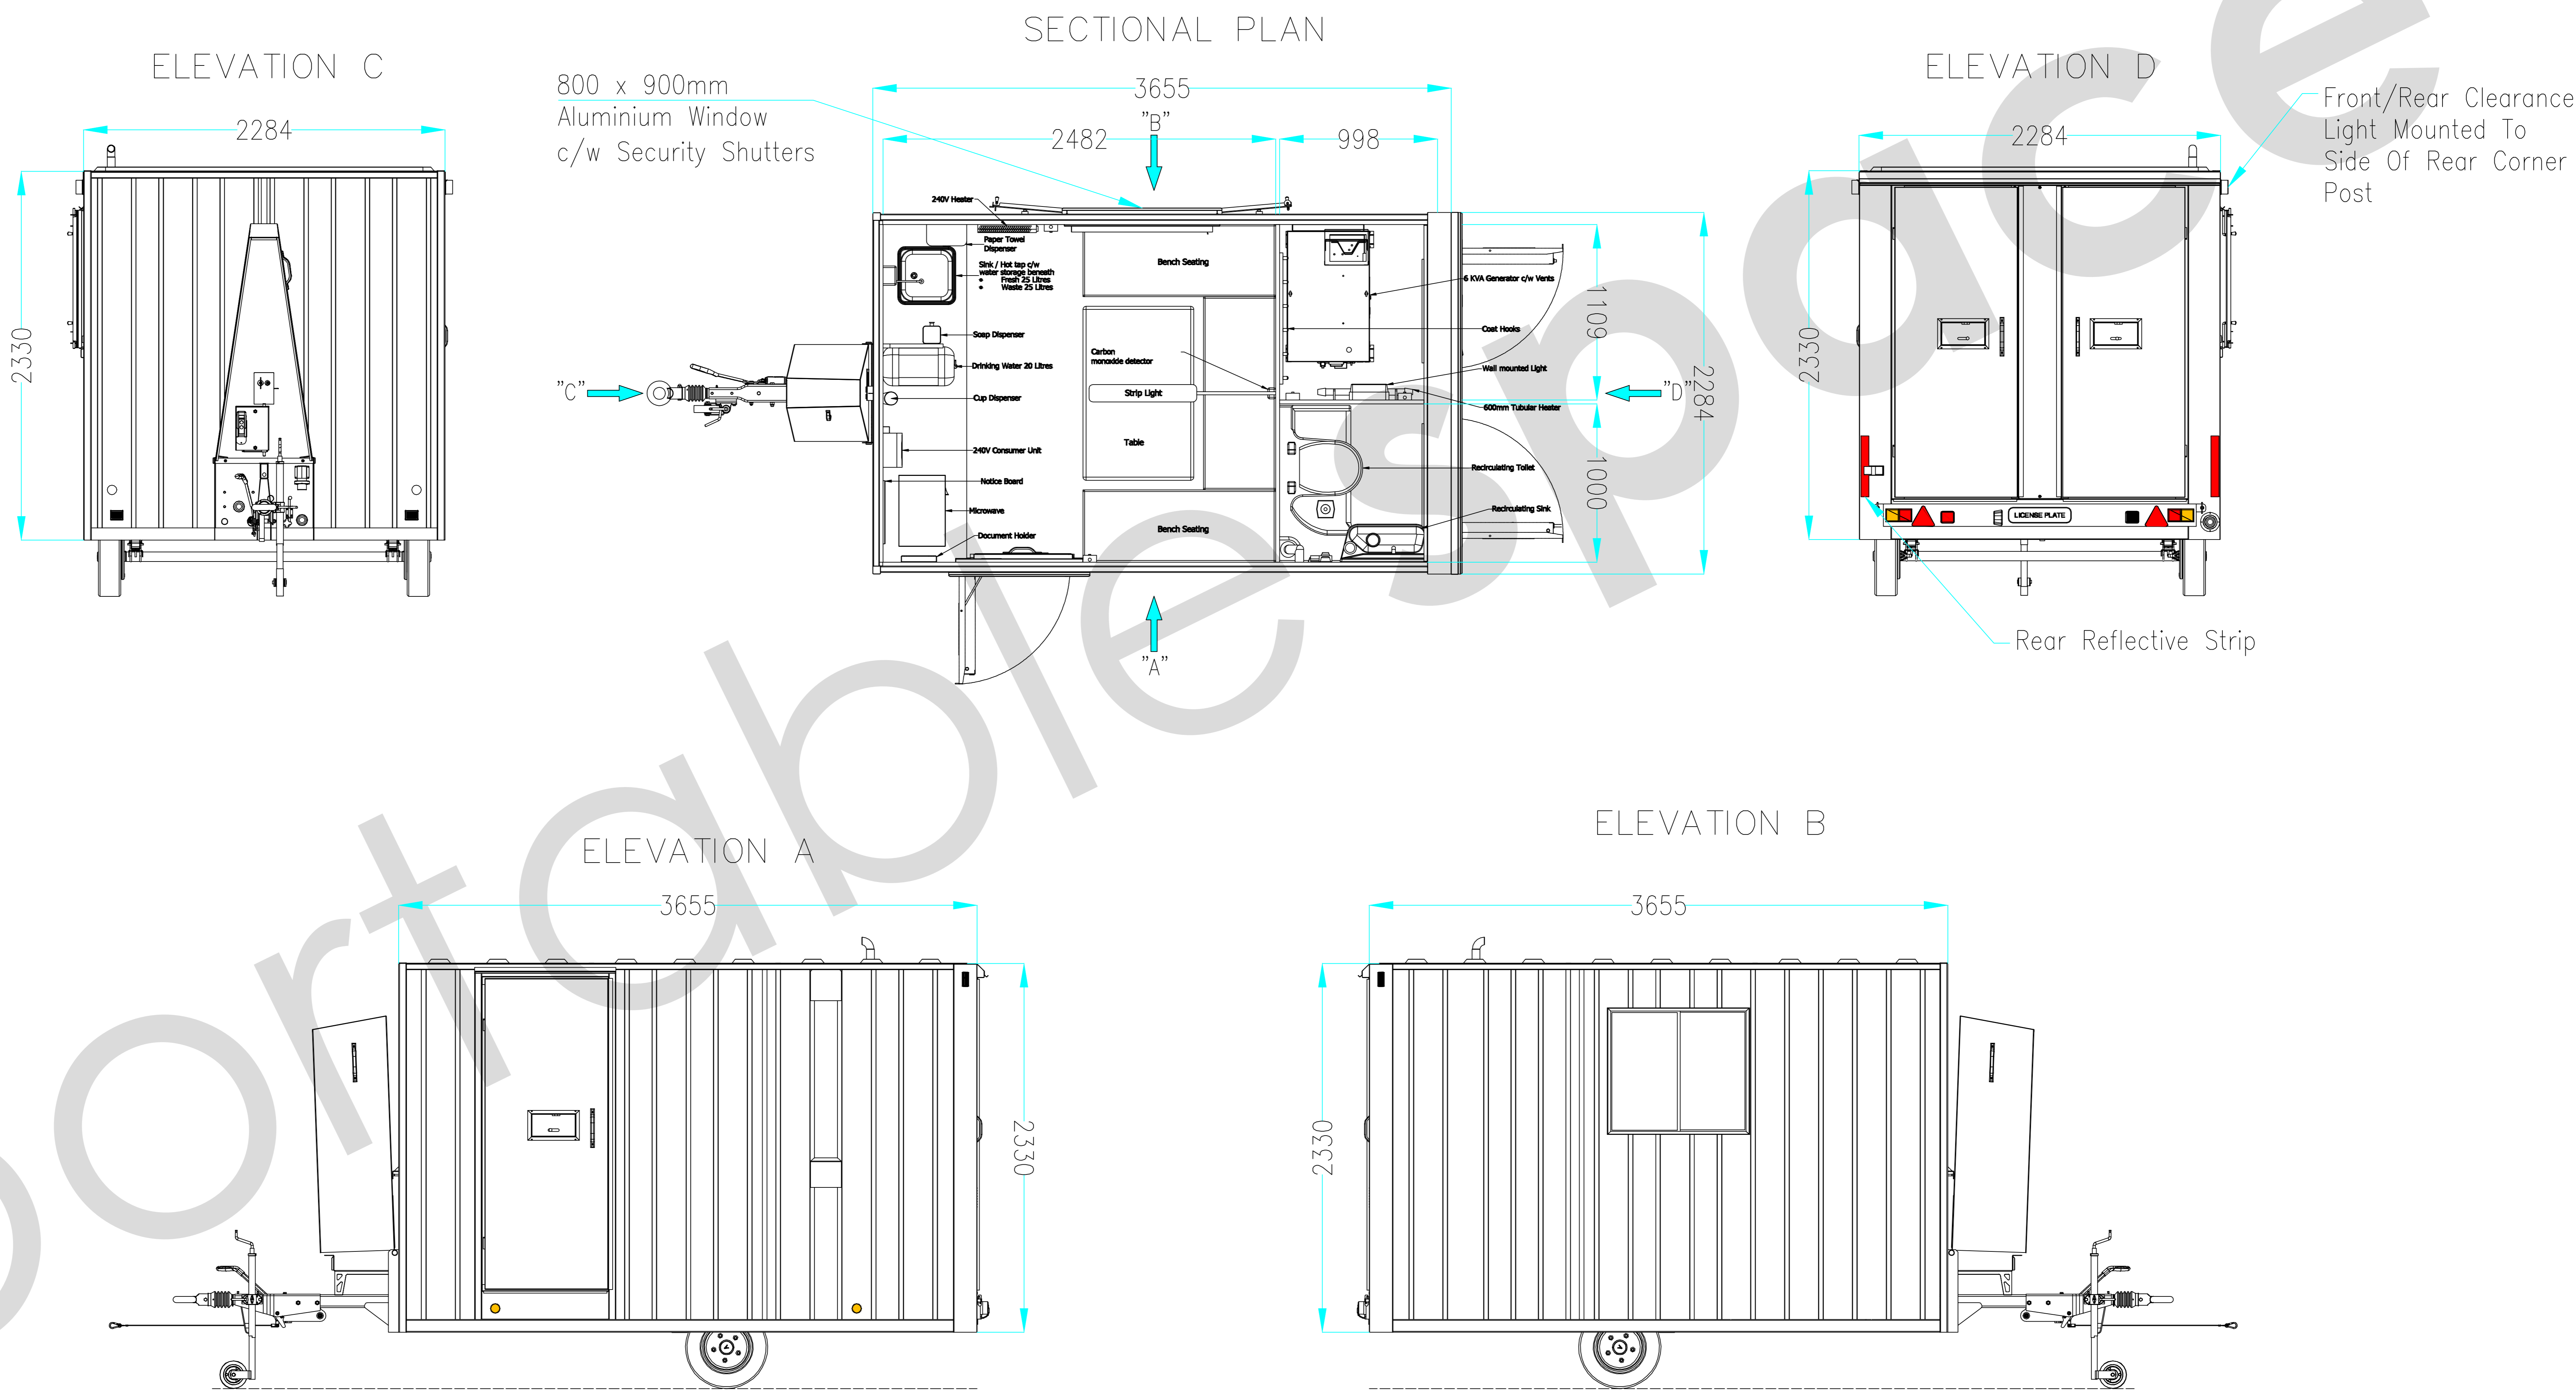 SECTIONAL PLAN
ELEVATION C
2284
2330
800 x 900mm
Aluminium Window
c/w Security Shutters
3655
"B"
2482
998
240V Heater
Paper Towel
Dispenser
Sink / Hot tap c/w
water storage beneath
Fresh 25 Litres
Waste 25 Litres
Soap Dispenser
Drinking Water 20 Litres
Cup Dispenser
240V Consumer Unit
Notice Board
Microwave
Document Holder
Bench Seating
Carbon
monoxide detector
Strip Light
Table
Bench Seating
6 KVA Generator c/w Vents
Coat Hooks
Wall mounted Light
600mm Tubular Heater
Recirculating Toilet
Recirculating Sink
1109
1000
2284
"C"
"D"
"A"
ELEVATION D
2284
2330
Front/Rear Clearance
Light Mounted To
Side Of Rear Corner
Post
LICENSE PLATE
Rear Reflective Strip
ELEVATION A
3655
2330
ELEVATION B
3655
2330
portable space